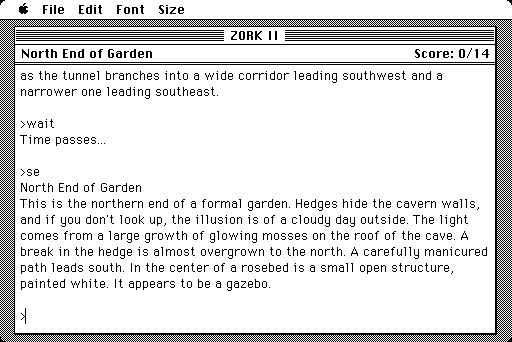 File Edit Font Size
ZORK II
North End of Garden Score: 0/14
as the tunnel branches into a wide corridor leading southwest and a
narrower one leading southeast.
>wait
Time passes...
>se
North End of Garden
This is the northern end of a formal garden. Hedges hide the cavern walls,
and if you don't look up, the illusion is of a cloudy day outside. The light
comes from a large growth of glowing mosses on the roof of the cave. A
break in the hedge is almost overgrown to the north. A carefully manicured
path leads south. In the center of a rosebed is a small open structure,
painted white. It appears to be a gazebo.
>